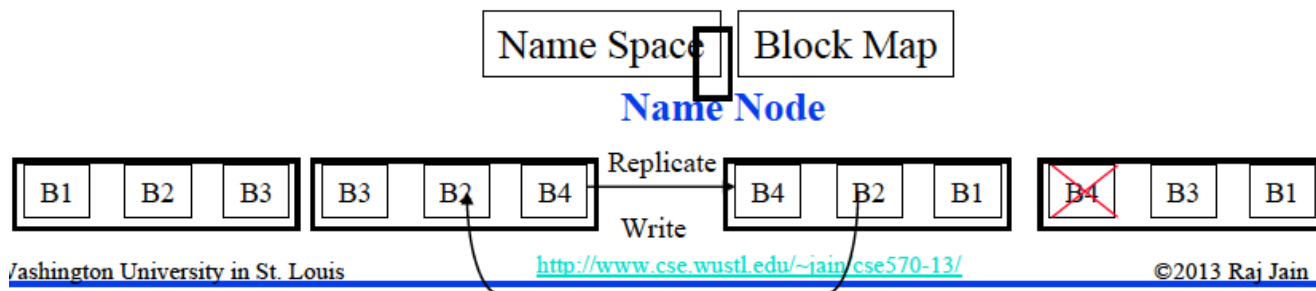 Name Space Block Map
Name Node
Replicate
B1 B2 B3 B3 B2 B4 B4 B2 B1 B4 B3 B1
Write
Washington University in St. Louis http://www.cse.wustl.edu/~jain/cse570-13/ ©2013 Raj Jain